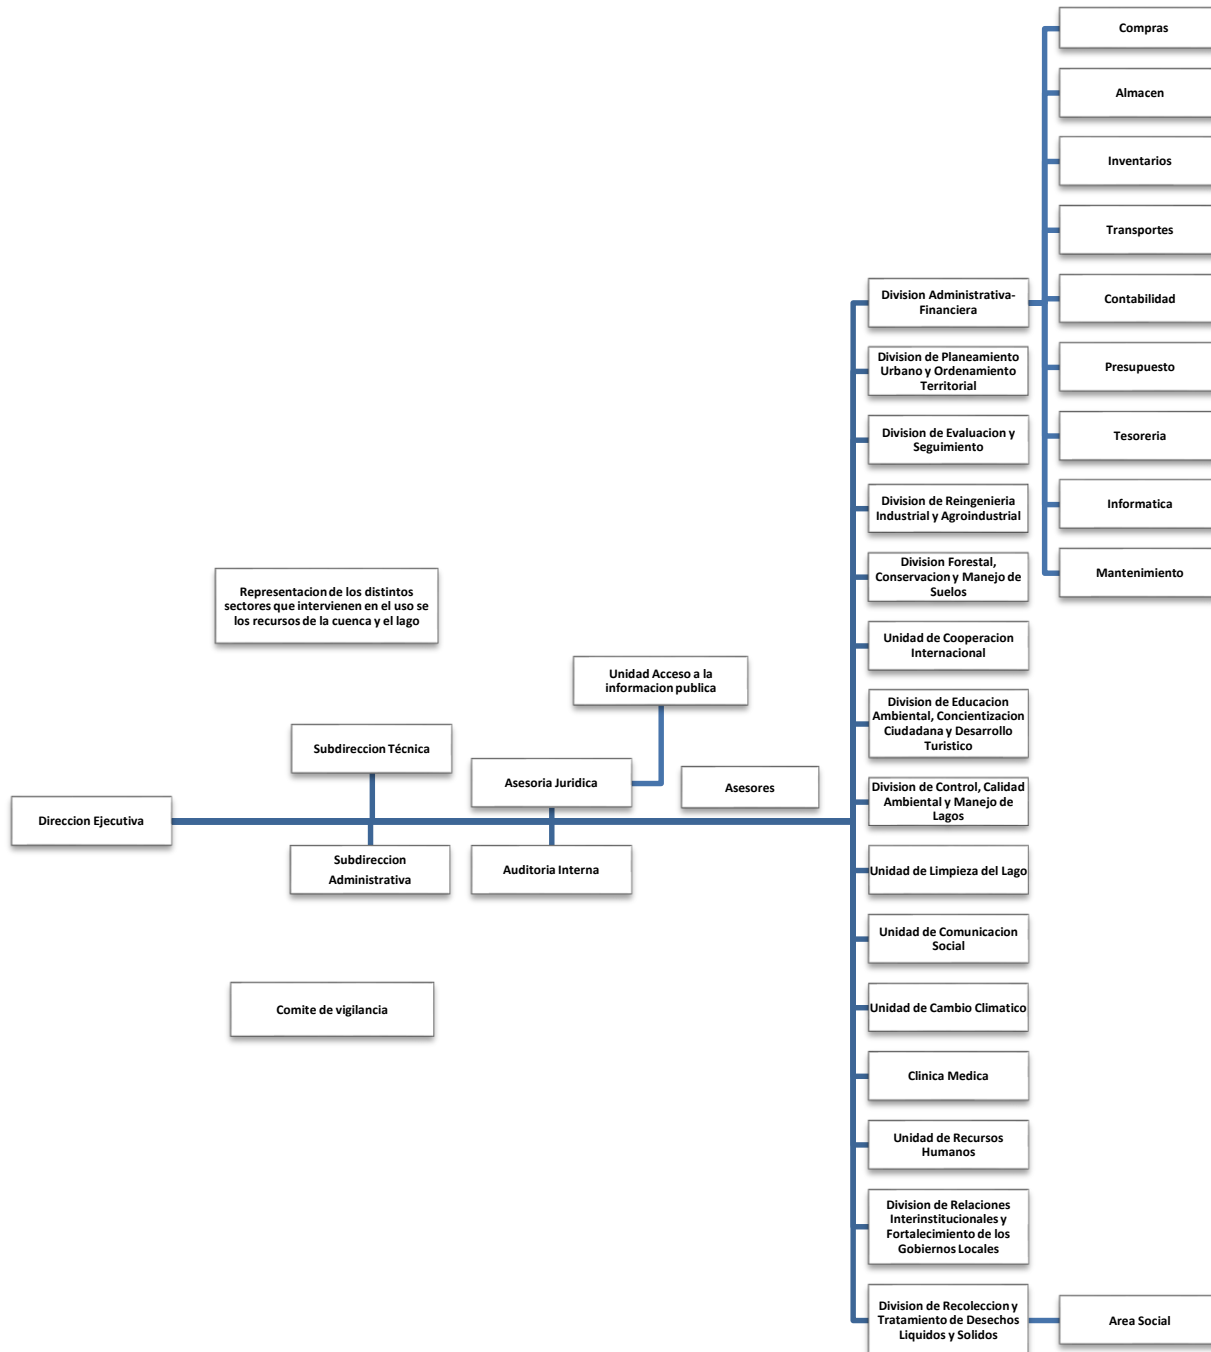 Compras
Almacen
Inventarios
Transportes
Contabilidad
Presupuesto
Tesoreria
Informatica
Mantenimiento
Division Administrativa-
Financiera
Division de Planeamiento
Urbano y Ordenamiento
Territorial
Division de Evaluacion y
Seguimiento
Division de Reingenieria
Industrial y Agroindustrial
Division Forestal,
Conservacion y Manejo de
Suelos
Unidad de Cooperacion
Internacional
Division de Educacion
Ambiental, Concientizacion
Ciudadana y Desarrollo
Turistico
Division de Control, Calidad
Ambiental y Manejo de
Lagos
Unidad de Limpieza del Lago
Unidad de Comunicacion
Social
Unidad de Cambio Climatico
Clinica Medica
Unidad de Recursos
Humanos
Division de Relaciones
Interinstitucionales y
Fortalecimiento de los
Gobiernos Locales
Division de Recoleccion y
Tratamiento de Desechos
Liquidos y Solidos
Area Social
Representacion de los distintos
sectores que intervienen en el uso se
los recursos de la cuenca y el lago
Unidad Acceso a la
informacion publica
Subdireccion Técnica
Asesoria Juridica
Asesores
Direccion Ejecutiva
Subdireccion
Administrativa
Auditoria Interna
Comite de vigilancia